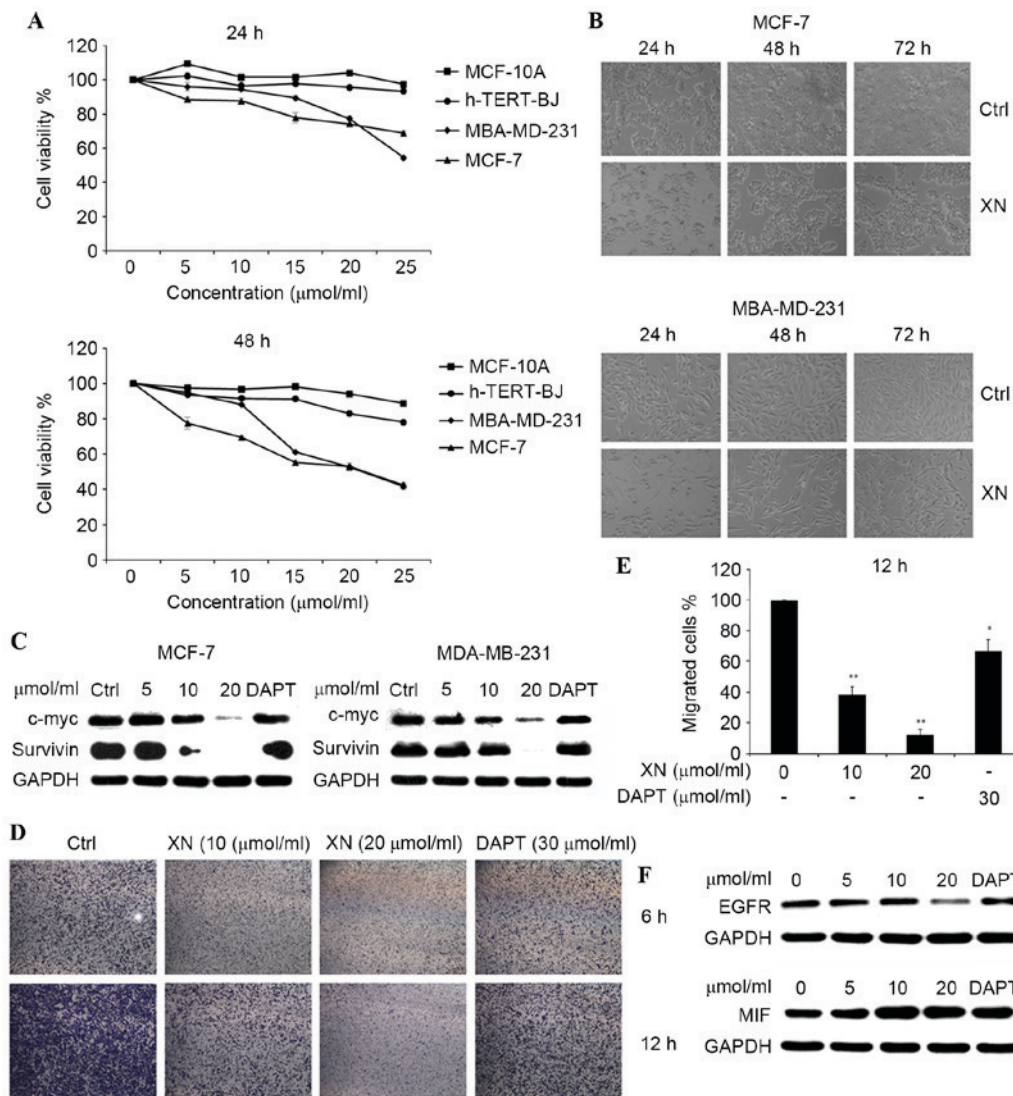 A
24 h
120
100
80
60
40
20
0
Cell viability %
0 5 10 15 20 25
Concentration (μmol/ml)
MCF-10A
h-TERT-BJ
MBA-MD-231
MCF-7
48 h
120
100
80
60
40
20
0
Cell viability %
0 5 10 15 20 25
Concentration (μmol/ml)
MCF-10A
h-TERT-BJ
MBA-MD-231
MCF-7
B
MCF-7
24 h 48 h 72 h
Ctrl
XN
MBA-MD-231
24 h 48 h 72 h
Ctrl
XN
C
MCF-7
μmol/ml Ctrl 5 10 20 DAPT
c-myc
Survivin
GAPDH
MDA-MB-231
μmol/ml Ctrl 5 10 20 DAPT
c-myc
Survivin
GAPDH
D
Ctrl XN (10 (μmol/ml) XN (20 μmol/ml) DAPT (30 μmol/ml)
E
12 h
120
100
80
60
40
20
0
Migrated cells %
** ** *
XN (μmol/ml) 0 10 20 -
DAPT (μmol/ml) - - - 30
F
μmol/ml 0 5 10 20 DAPT
6 h
EGFR
GAPDH
μmol/ml 0 5 10 20 DAPT
MIF
12 h
GAPDH